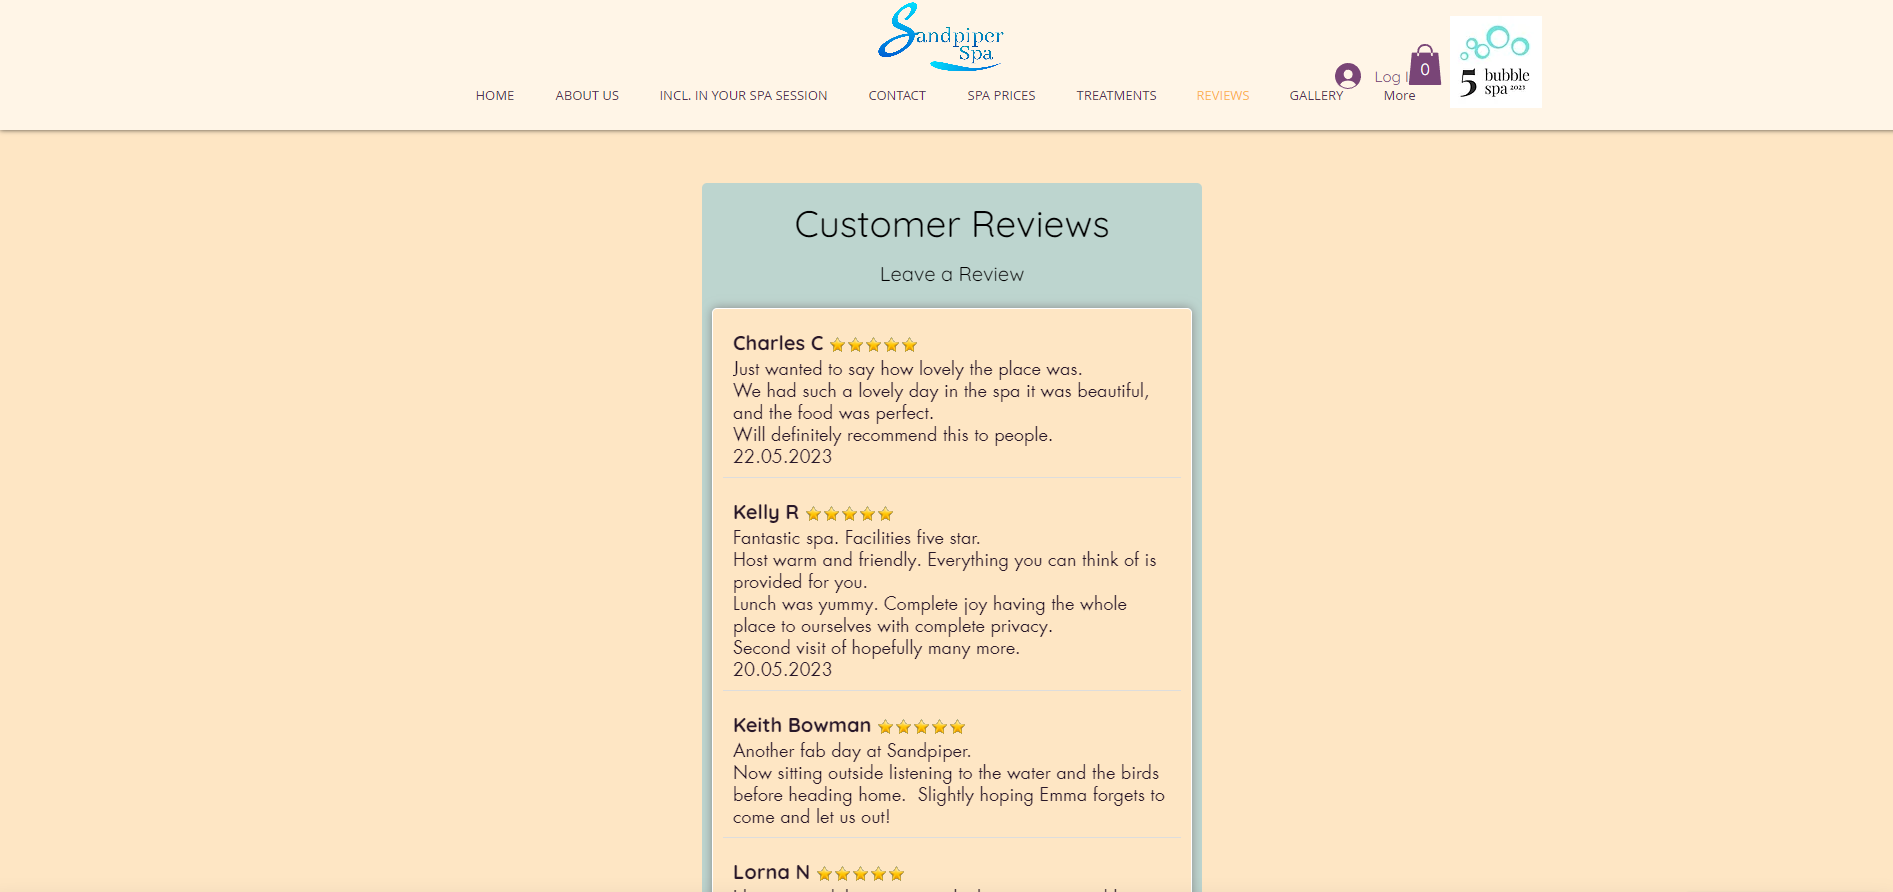 Sandpiper
Spa
Log I
0
5 bubble
spa 2023
HOME ABOUT US INCL. IN YOUR SPA SESSION CONTACT SPA PRICES TREATMENTS REVIEWS GALLERY More
Customer Reviews
Leave a Review
Charles C
Just wanted to say how lovely the place was.
We had such a lovely day in the spa it was beautiful,
and the food was perfect.
Will definitely recommend this to people.
22.05.2023
Kelly R
Fantastic spa. Facilities five star.
Host warm and friendly. Everything you can think of is
provided for you.
Lunch was yummy. Complete joy having the whole
place to ourselves with complete privacy.
Second visit of hopefully many more.
20.05.2023
Keith Bowman
Another fab day at Sandpiper.
Now sitting outside listening to the water and the birds
before heading home.  Slightly hoping Emma forgets to
come and let us out!
Lorna N